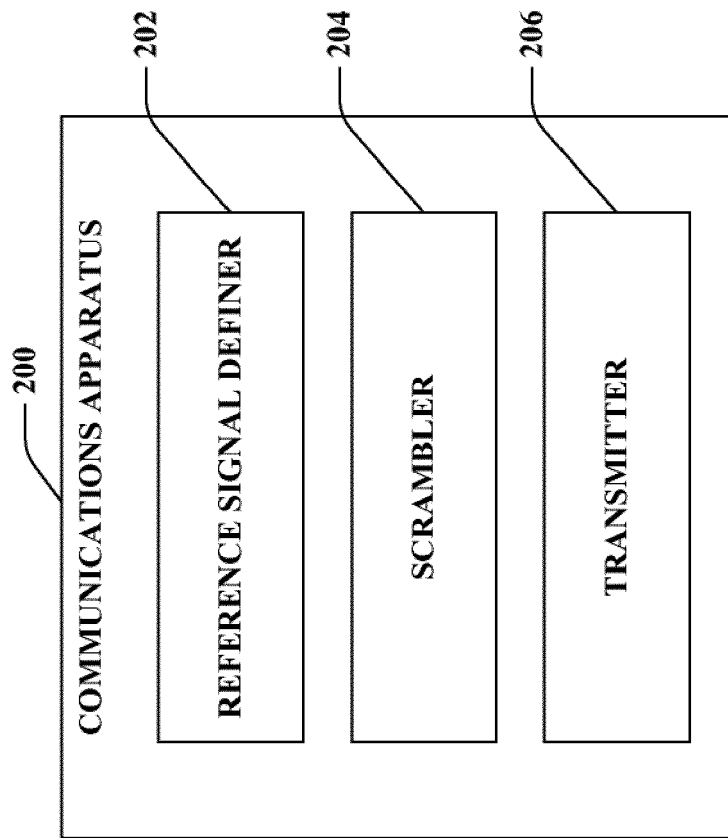 200
COMMUNICATIONS APPARATUS
202
REFERENCE SIGNAL DEFINER
204
SCRAMBLER
206
TRANSMITTER